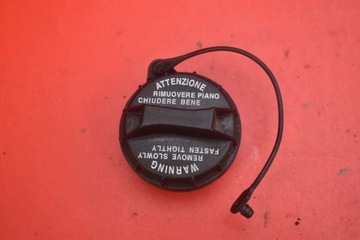 ATTENZIONE
RIMUOVERE PIANO
CHIUDERE BENE
WARNING
REMOVE SLOWLY
FASTEN TIGHTLY